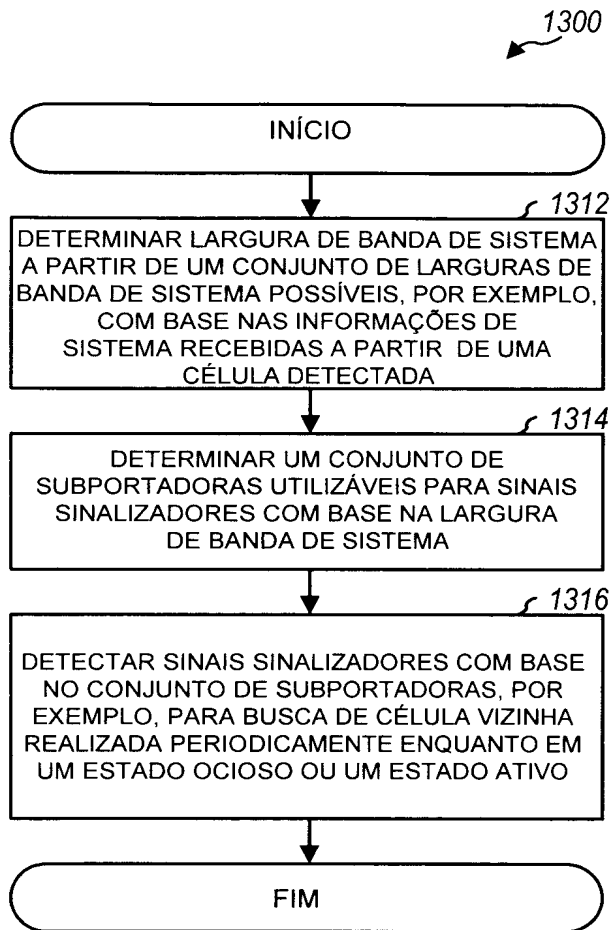 1300
INÍCIO
1312
DETERMINAR LARGURA DE BANDA DE SISTEMA
A PARTIR DE UM CONJUNTO DE LARGURAS DE
BANDA DE SISTEMA POSSÍVEIS, POR EXEMPLO,
COM BASE NAS INFORMAÇÕES DE
SISTEMA RECEBIDAS A PARTIR DE UMA
CÉLULA DETECTADA
1314
DETERMINAR UM CONJUNTO DE
SUBPORTADORAS UTILIZÁVEIS PARA SINAIS
SINALIZADORES COM BASE NA LARGURA
DE BANDA DE SISTEMA
1316
DETECTAR SINAIS SINALIZADORES COM BASE
NO CONJUNTO DE SUBPORTADORAS, POR
EXEMPLO, PARA BUSCA DE CÉLULA VIZINHA
REALIZADA PERIODICAMENTE ENQUANTO EM
UM ESTADO OCIOSO OU UM ESTADO ATIVO
FIM